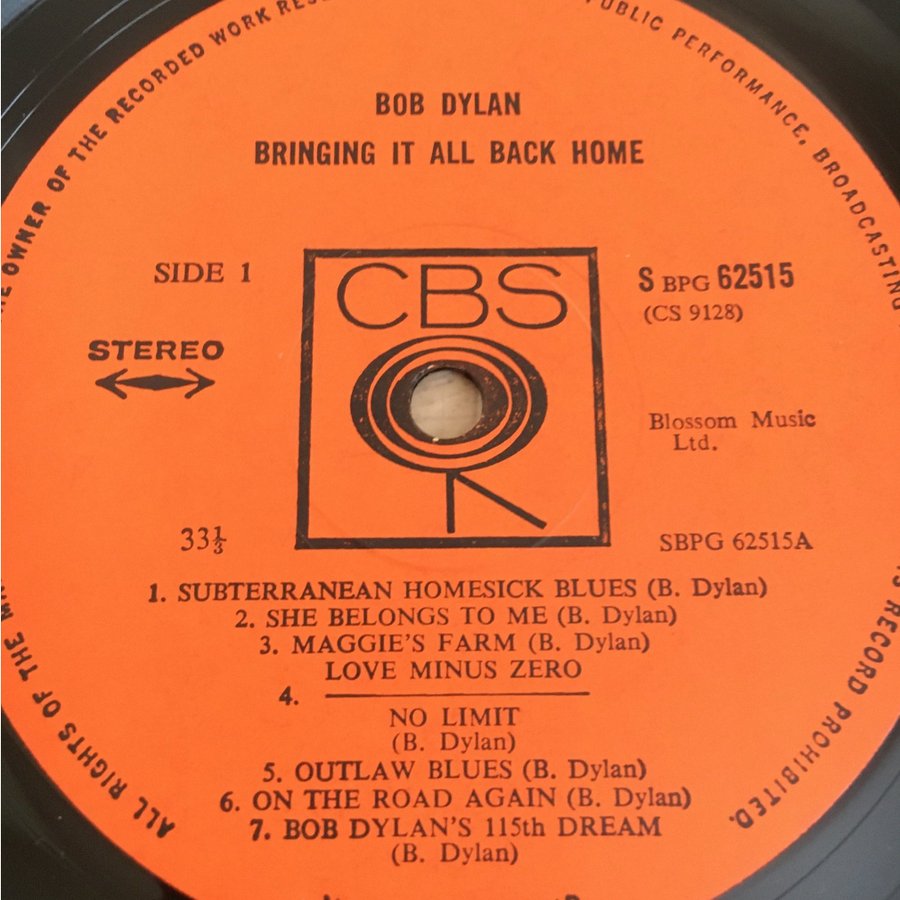 OWNER OF THE RECORDED WORK
PUBLIC PERFORMANCE, BROADCASTING
BOB DYLAN
BRINGING IT ALL BACK HOME
SIDE 1
CBS
S BPG 62515
(CS 9128)
STEREO
Blossom Music
Ltd.
33⅓
SBPG 62515A
1. SUBTERRANEAN HOMESICK BLUES (B. Dylan)
2. SHE BELONGS TO ME (B. Dylan)
3. MAGGIE'S FARM (B. Dylan)
LOVE MINUS ZERO
4.
NO LIMIT
(B. Dylan)
5. OUTLAW BLUES (B. Dylan)
6. ON THE ROAD AGAIN (B. Dylan)
7. BOB DYLAN'S 115th DREAM
(B. Dylan)
ALL RIGHTS OF THE
RECORD PROHIBITED.